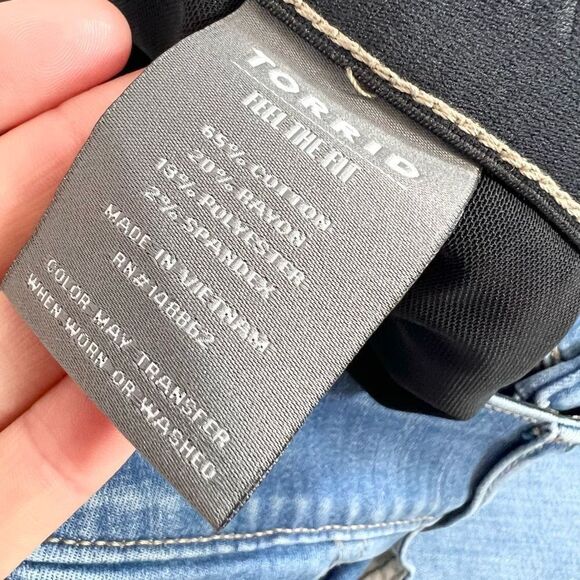 TORRID
FEEL THE FIT
65% COTTON
20% RAYON
13% POLYESTER
2% SPANDEX
MADE IN VIETNAM
RN#148862
COLOR MAY TRANSFER
WHEN WORN OR WASHED